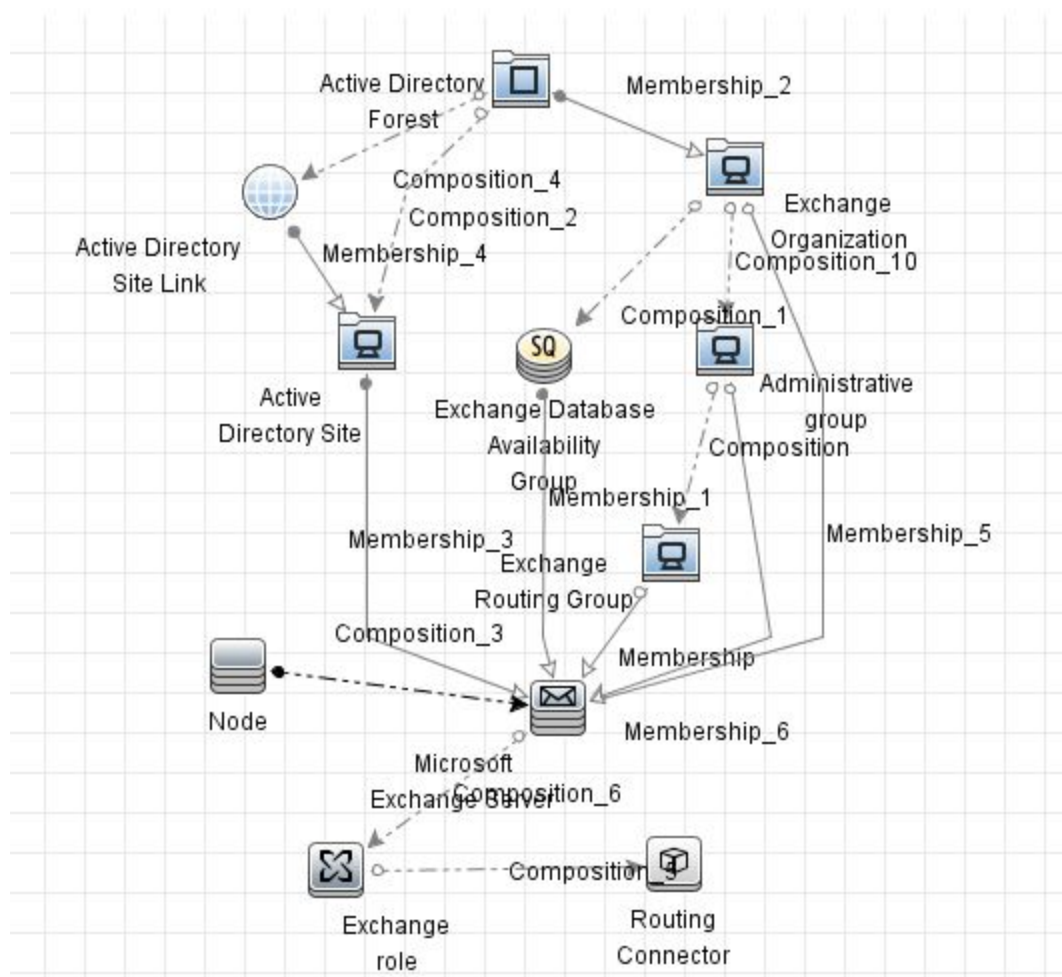 Active Directory
Forest
Membership_2
Composition_4
Composition_2
Exchange
Organization
Active Directory
Site Link
Membership_4
Composition_10
Composition_1
SQ
Active
Directory Site
Exchange Database
Availability
Group
Administrative
group
Composition
Membership_1
Membership_3
Membership_5
Exchange
Routing Group
Composition_3
Membership
Node
Membership_6
Microsoft
Exchange Server
Composition_6
Exchange
role
Routing
Connector